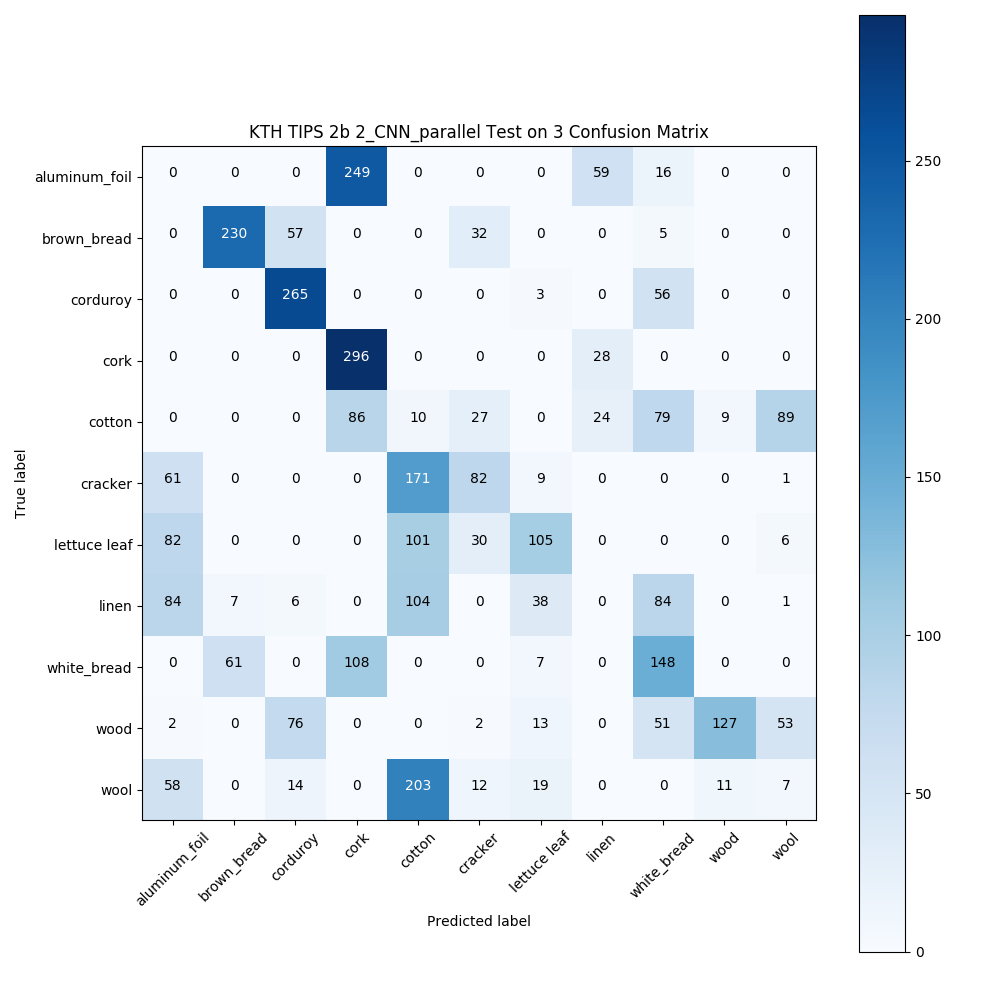 KTH TIPS 2b 2_CNN_parallel Test on 3 Confusion Matrix
aluminum_foil 0 0 0 249 0 0 0 59 16 0 0
brown_bread 0 230 57 0 0 32 0 0 5 0 0
corduroy 0 0 265 0 0 0 3 0 56 0 0
cork 0 0 0 296 0 0 0 28 0 0 0
cotton 0 0 0 86 10 27 0 24 79 9 89
cracker 61 0 0 0 171 82 9 0 0 0 1
lettuce leaf 82 0 0 0 101 30 105 0 0 0 6
linen 84 7 6 0 104 0 38 0 84 0 1
white_bread 0 61 0 108 0 0 7 0 148 0 0
wood 2 0 76 0 0 2 13 0 51 127 53
wool 58 0 14 0 203 12 19 0 0 11 7
aluminum_foil brown_bread corduroy cork cotton cracker lettuce leaf linen white_bread wood wool
Predicted label
True label
250
200
150
100
50
0